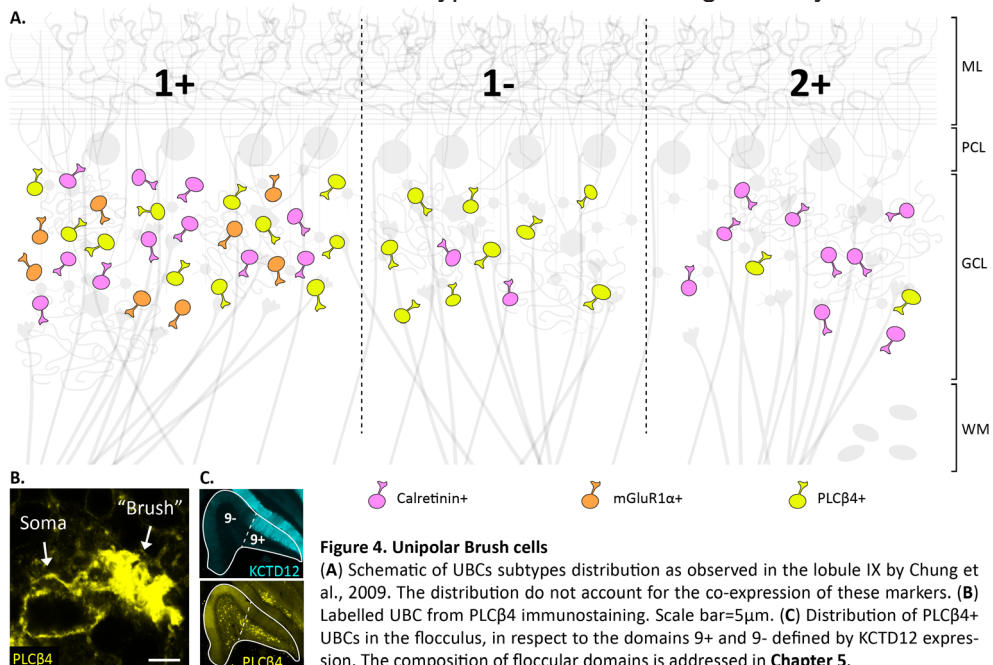 A.
1+
1-
2+
ML
PCL
GCL
WM
Calretinin+
mGluR1α+
PLCβ4+
B.
Soma
“Brush”
PLCβ4
C.
9-
9+
KCTD12
PLCβ4
Figure 4. Unipolar Brush cells
(A) Schematic of UBCs subtypes distribution as observed in the lobule IX by Chung et
al., 2009. The distribution do not account for the co-expression of these markers. (B)
Labelled UBC from PLCβ4 immunostaining. Scale bar=5µm. (C) Distribution of PLCβ4+
UBCs in the flocculus, in respect to the domains 9+ and 9- defined by KCTD12 expres-
sion. The composition of floccular domains is addressed in Chapter 5.